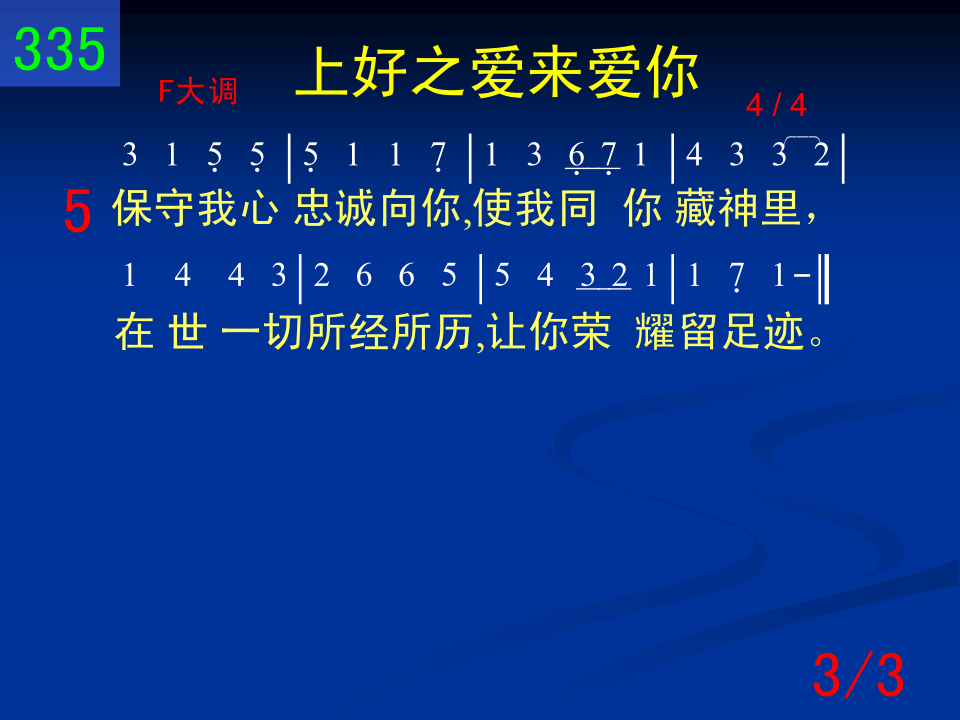 335
上好之爱来爱你
F大调
4 / 4
3 1 5̣ 5̣ | 5̣ 1 1 7̣ | 1 3 6̣ 7̣ 1 | 4 3 3 2 |
5 保守我心 忠诚向你,使我同 你 藏神里，
1 4 4 3 | 2 6 6 5 | 5 4 3 2 1 | 1 7̣ 1 - ‖
在 世 一切所经所历,让你荣 耀留足迹。
3/3